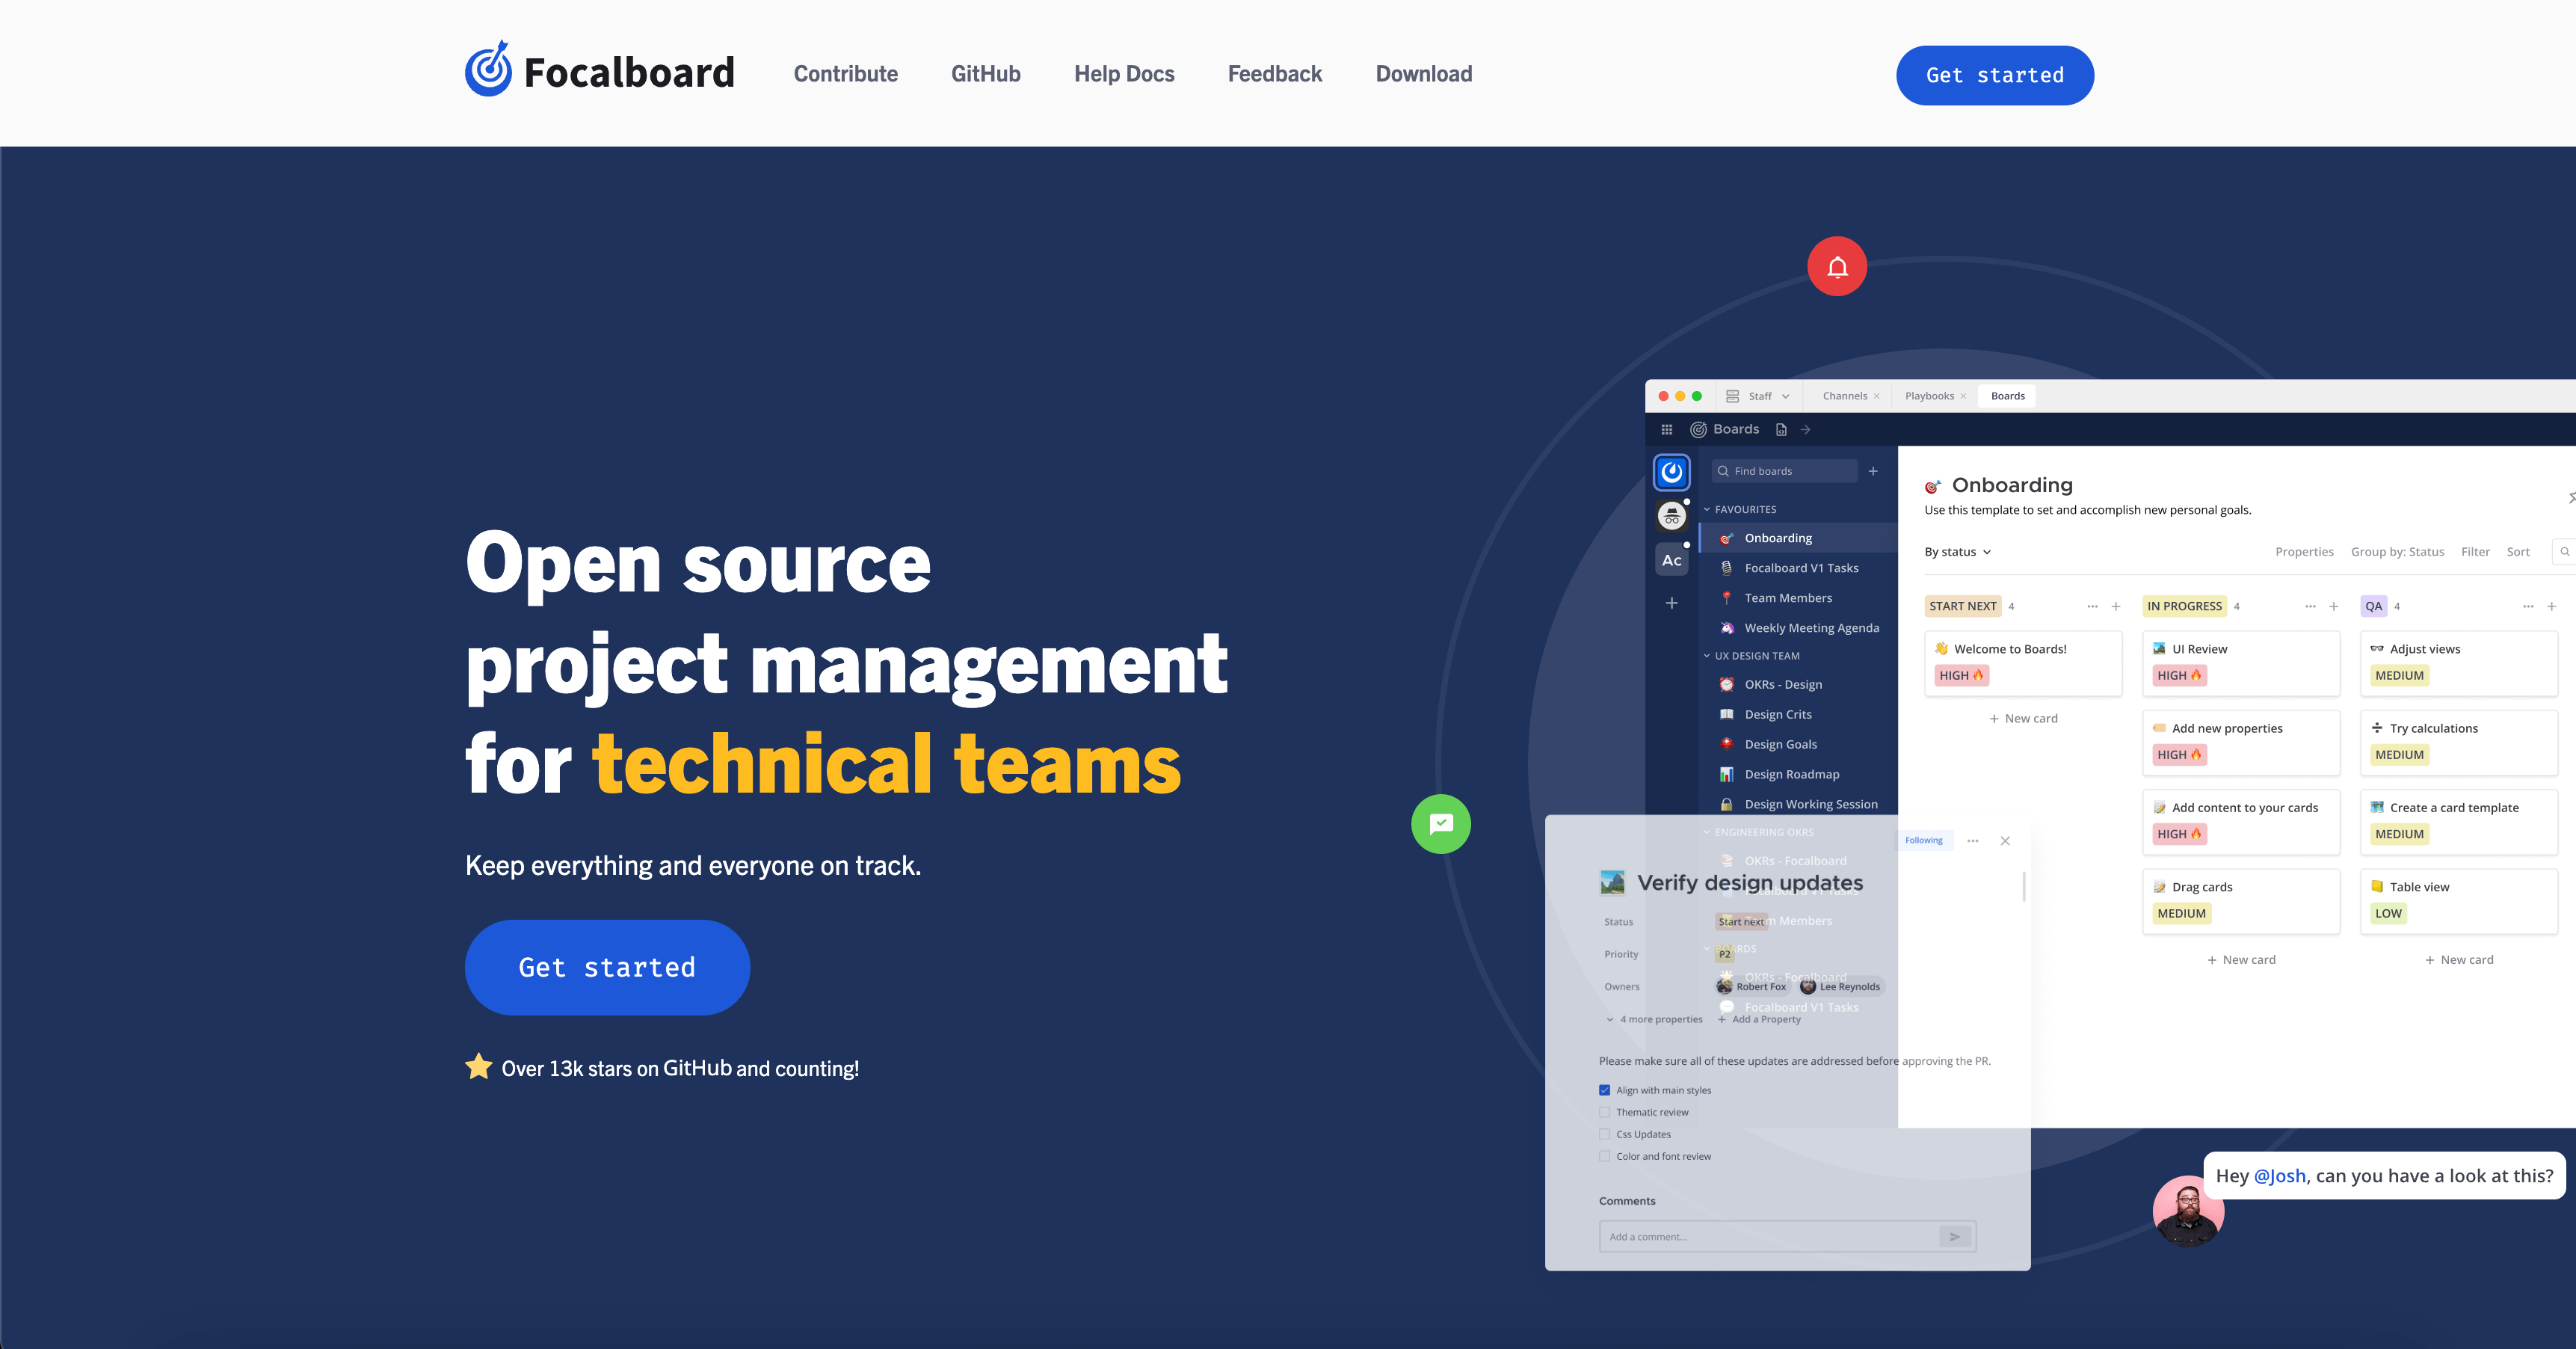 Focalboard
Contribute
GitHub
Help Docs
Feedback
Download
Get started
Open source
project management
for technical teams
Keep everything and everyone on track.
Get started
Over 13k stars on GitHub and counting!
Staff
Channels
Playbooks
Boards
Boards
Find boards
Ac
FAVOURITES
Onboarding
Focalboard V1 Tasks
Team Members
Weekly Meeting Agenda
UX DESIGN TEAM
OKRs - Design
Design Crits
Design Goals
Design Roadmap
Design Working Session
ENGINEERING OKRS
OKRs - Focalboard
Team Members
OKRs - Focalboard
Focalboard V1 Tasks
Onboarding
Use this template to set and accomplish new personal goals.
By status
Properties
Group by: Status
Filter
Sort
START NEXT 4
Welcome to Boards!
HIGH
+ New card
IN PROGRESS 4
UI Review
HIGH
Add new properties
HIGH
Add content to your cards
HIGH
Drag cards
MEDIUM
+ New card
QA 4
Adjust views
MEDIUM
Try calculations
MEDIUM
Create a card template
MEDIUM
Table view
LOW
+ New card
Following
Verify design updates
Status
Start next
Priority
P2
Owners
Robert Fox
Lee Reynolds
4 more properties
+ Add a Property
Please make sure all of these updates are addressed before approving the PR.
Align with main styles
Thematic review
Css Updates
Color and font review
Comments
Add a comment...
Hey @Josh, can you have a look at this?